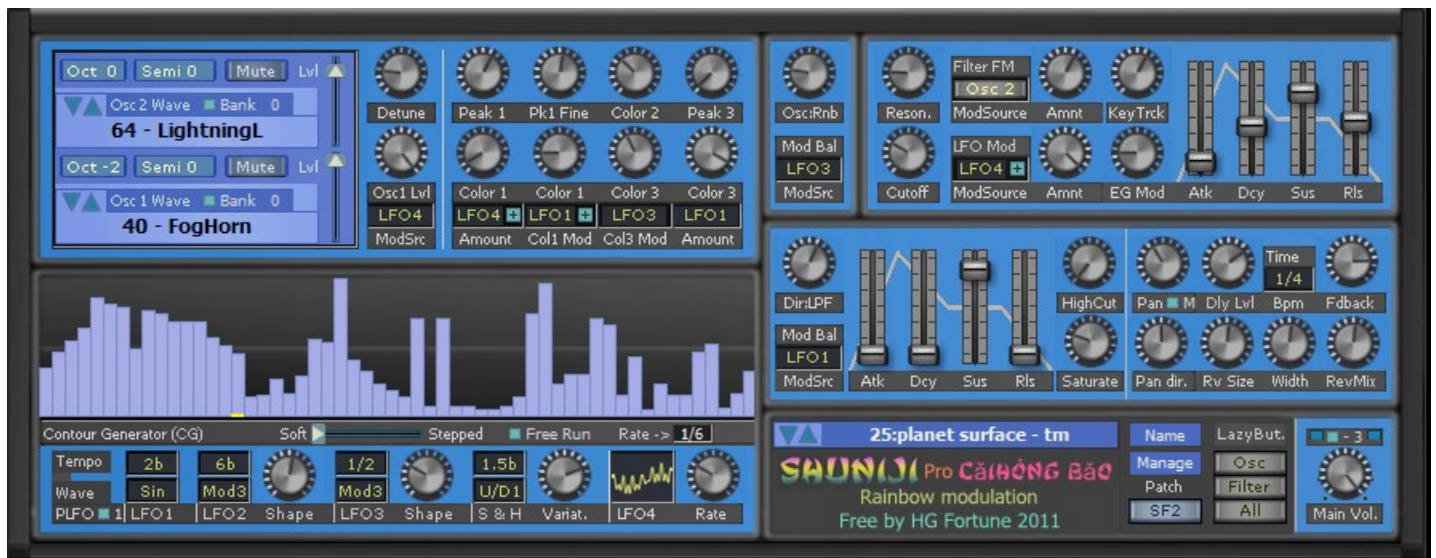 Oct 0 Semi 0 Mute Lvl
Osc2 Wave Bank 0
64 - LightningL
Oct -2 Semi 0 Mute Lvl
Osc1 Wave Bank 0
40 - FogHorn
Detune Peak 1 Pk1 Fine Color 2 Peak 3
Osc1 Lvl Color 1 Color 1 Color 3 Color 3
LFO4 LFO4 + LFO1 + LFO3 LFO1
ModSrc Amount Col1 Mod Col3 Mod Amount
Osc:Rnb
Mod Bal
LFO3
ModSrc
Filter FM
Osc 2
Reson. ModSource Amnt KeyTrck
LFO Mod
LFO4 +
Cutoff ModSource Amnt EG Mod
Atk Dcy Sus Rls
Dir:LPF
Mod Bal
LFO1
ModSrc
Atk Dcy Sus Rls
HighCut
Saturate
Time
1/4
Pan M Dly Lvl Bpm Fdback
Pan dir. Rv Size Width RevMix
Contour Generator (CG) Soft Stepped Free Run Rate -> 1/6
Tempo 2b 6b 1/2 1.5b
Wave Sin Mod3 Mod3 U/D1
PLFO 1 LFO1 LFO2 Shape LFO3 Shape S & H Variat. LFO4 Rate
25:planet surface - tm
SHUNIJI Pro CǎiHóNG Bǎo
Rainbow modulation
Free by HG Fortune 2011
Name
Manage
Patch
SF2
LazyBut.
Osc
Filter
All
- 3
Main Vol.